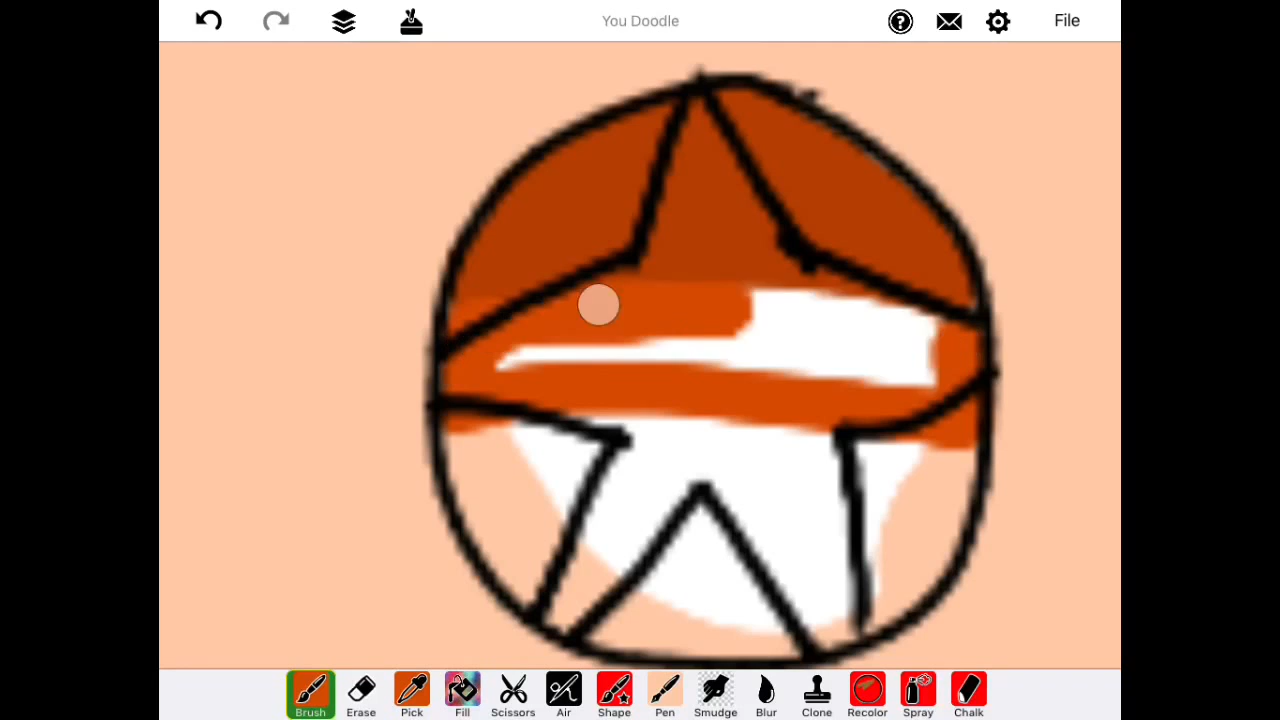 You Doodle
File
Brush Erase Pick Fill Scissors Air Shape Pen Smudge Blur Clone Recolor Spray Chalk